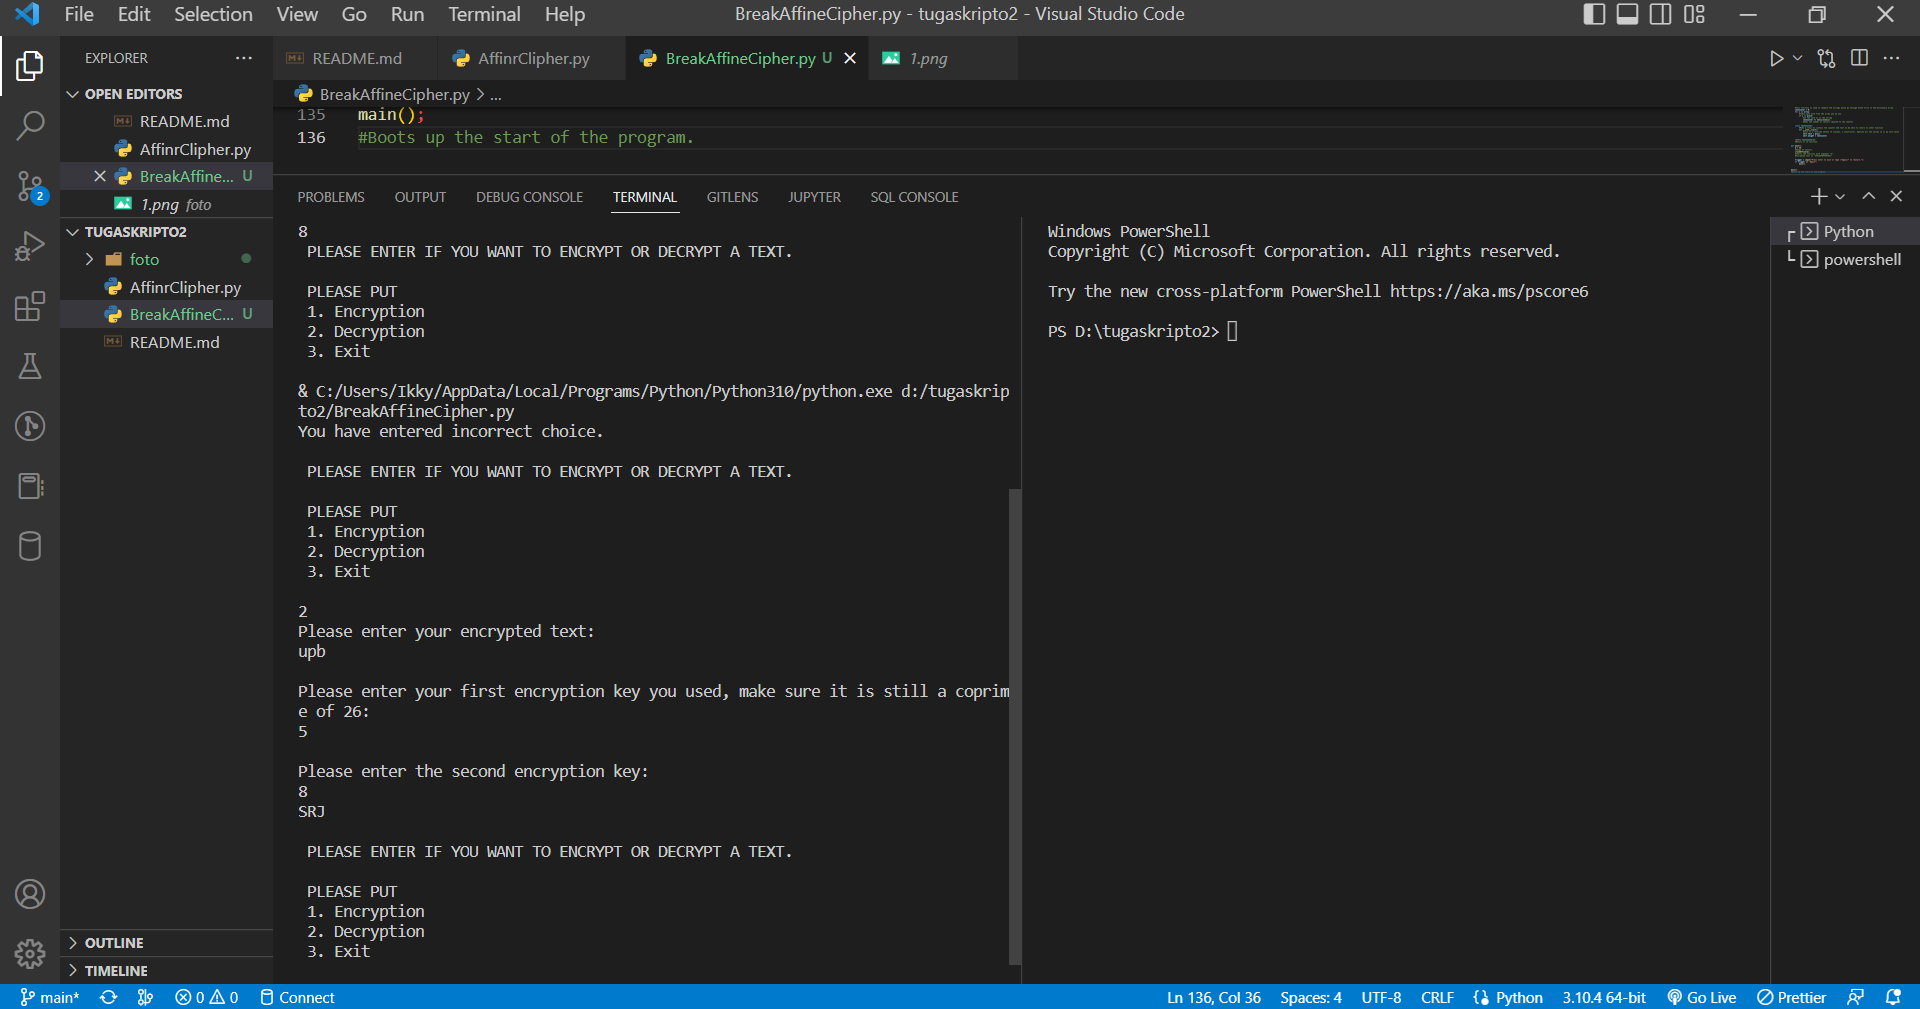 File Edit Selection View Go Run Terminal Help
BreakAffineCipher.py - tugaskripto2 - Visual Studio Code
EXPLORER
OPEN EDITORS
README.md
AffinrClipher.py
BreakAffine... U
1.png foto
TUGASKRIPTO2
foto
AffinrClipher.py
BreakAffineC... U
README.md
OUTLINE
TIMELINE
2
README.md AffinrClipher.py BreakAffineCipher.py U 1.png
BreakAffineCipher.py > ...
135 main();
136 #Boots up the start of the program.
PROBLEMS OUTPUT DEBUG CONSOLE TERMINAL GITLENS JUPYTER SQL CONSOLE
8
PLEASE ENTER IF YOU WANT TO ENCRYPT OR DECRYPT A TEXT.
PLEASE PUT
1. Encryption
2. Decryption
3. Exit
& C:/Users/Ikky/AppData/Local/Programs/Python/Python310/python.exe d:/tugaskrip
to2/BreakAffineCipher.py
You have entered incorrect choice.
PLEASE ENTER IF YOU WANT TO ENCRYPT OR DECRYPT A TEXT.
PLEASE PUT
1. Encryption
2. Decryption
3. Exit
2
Please enter your encrypted text:
upb
Please enter your first encryption key you used, make sure it is still a coprim
e of 26:
5
Please enter the second encryption key:
8
SRJ
PLEASE ENTER IF YOU WANT TO ENCRYPT OR DECRYPT A TEXT.
PLEASE PUT
1. Encryption
2. Decryption
3. Exit
Windows PowerShell
Copyright (C) Microsoft Corporation. All rights reserved.
Try the new cross-platform PowerShell https://aka.ms/pscore6
PS D:\tugaskripto2>
Python
powershell
main* 0 0 Connect
Ln 136, Col 36 Spaces: 4 UTF-8 CRLF Python 3.10.4 64-bit Go Live Prettier